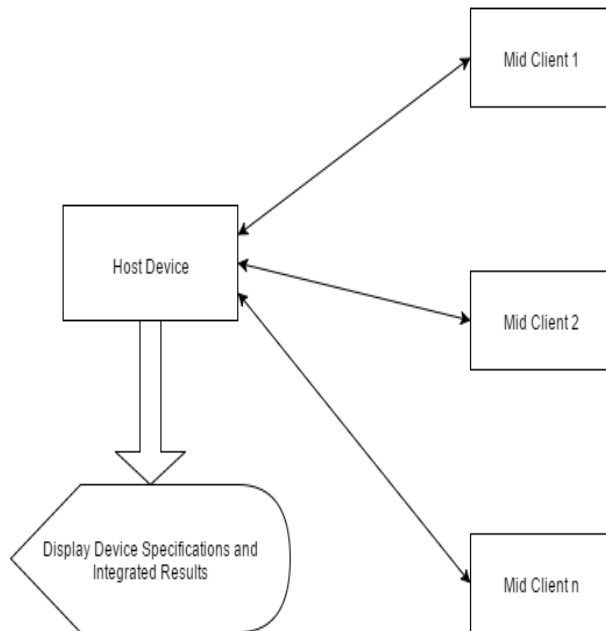 Mid Client 1
Host Device
Mid Client 2
Display Device Specifications and
Integrated Results
Mid Client n